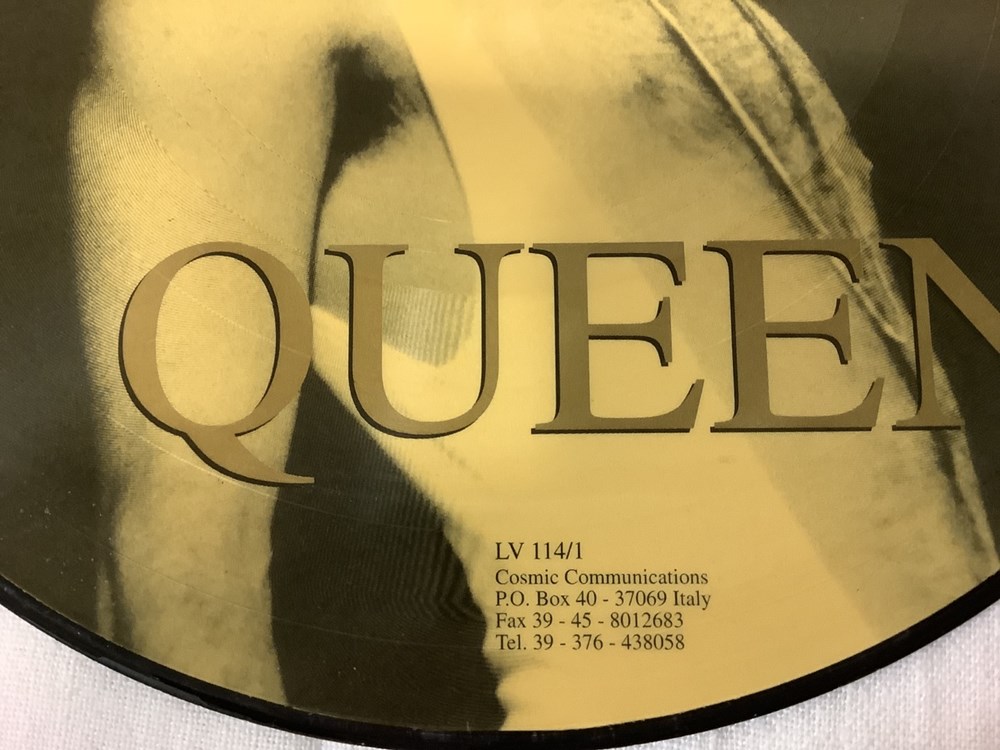 QUEEN
LV 114/1
Cosmic Communications
P.O. Box 40 - 37069 Italy
Fax 39 - 45 - 8012683
Tel. 39 - 376 - 438058